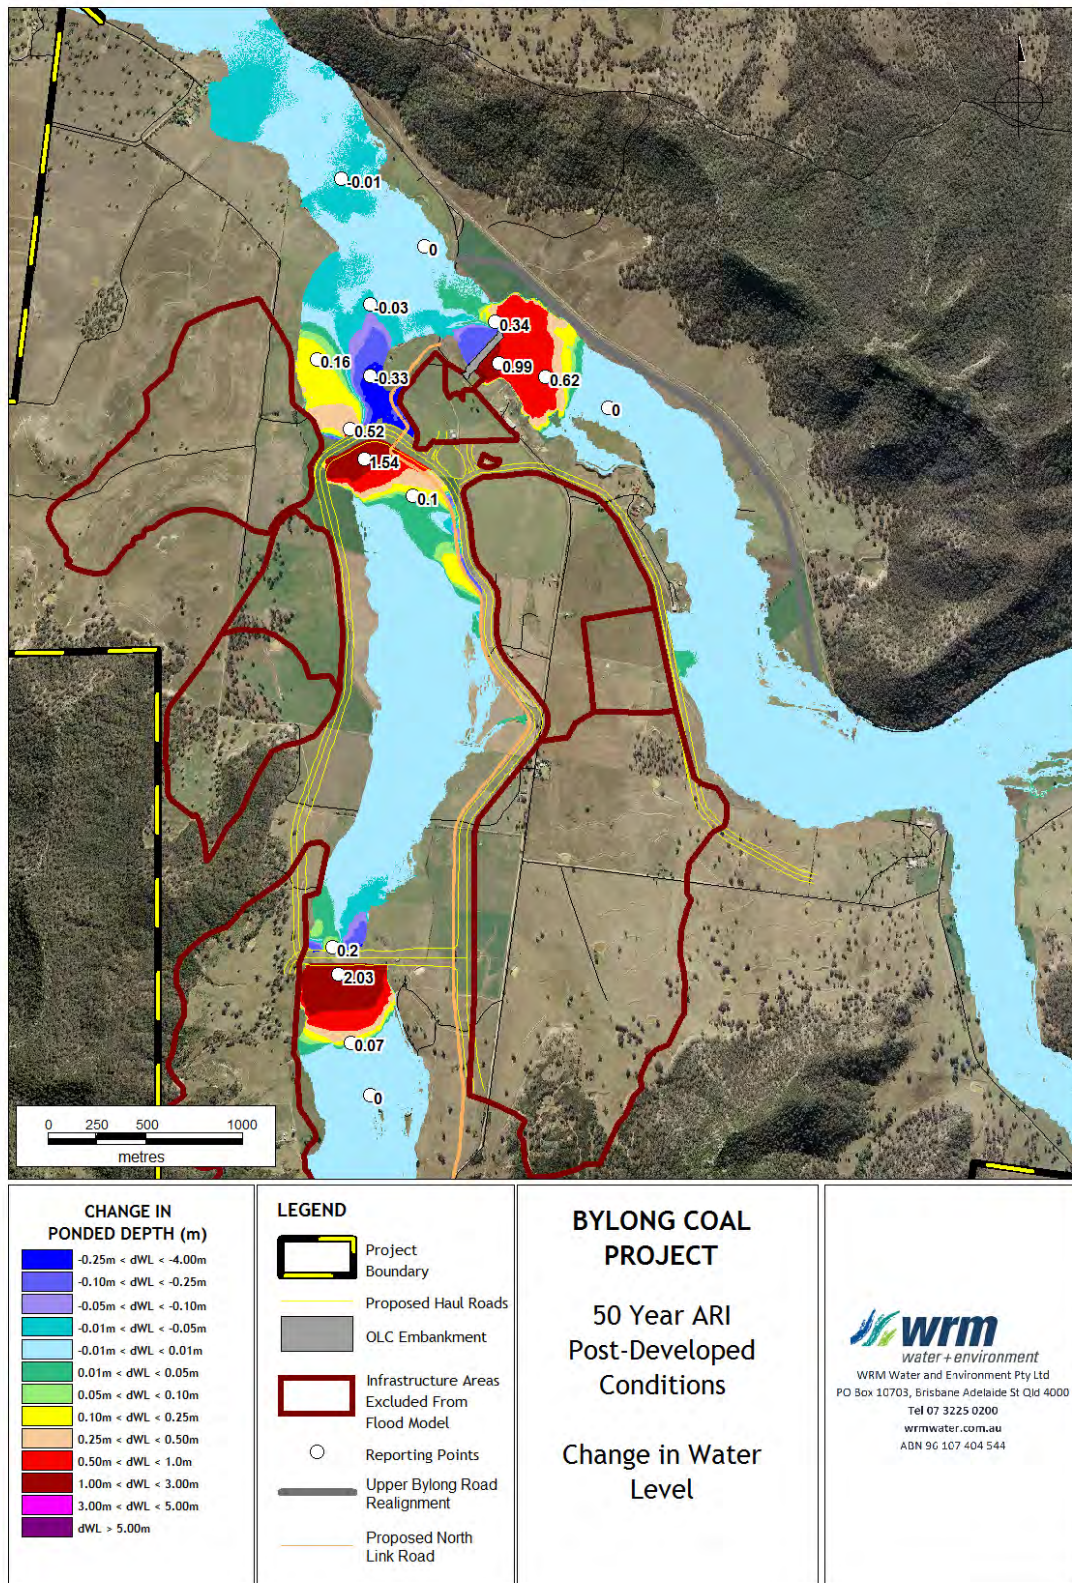 -0.01
0
-0.03
0.34
0.16
0.99
-0.33
0.62
0
0.52
1.54
0.1
0.2
2.03
0.07
0
0 250 500 1000
metres
CHANGE IN
PONDED DEPTH (m)
-0.25m < dWL < -4.00m
-0.10m < dWL < -0.25m
-0.05m < dWL < -0.10m
-0.01m < dWL < -0.05m
-0.01m < dWL < 0.01m
0.01m < dWL < 0.05m
0.05m < dWL < 0.10m
0.10m < dWL < 0.25m
0.25m < dWL < 0.50m
0.50m < dWL < 1.0m
1.00m < dWL < 3.00m
3.00m < dWL < 5.00m
dWL > 5.00m
LEGEND
Project
Boundary
Proposed Haul Roads
OLC Embankment
Infrastructure Areas
Excluded From
Flood Model
Reporting Points
Upper Bylong Road
Realignment
Proposed North
Link Road
BYLONG COAL
PROJECT
50 Year ARI
Post-Developed
Conditions
Change in Water
Level
wrm
water + environment
WRM Water and Environment Pty Ltd
PO Box 10703, Brisbane Adelaide St Qld 4000
Tel 07 3225 0200
wrmwater.com.au
ABN 96 107 404 544